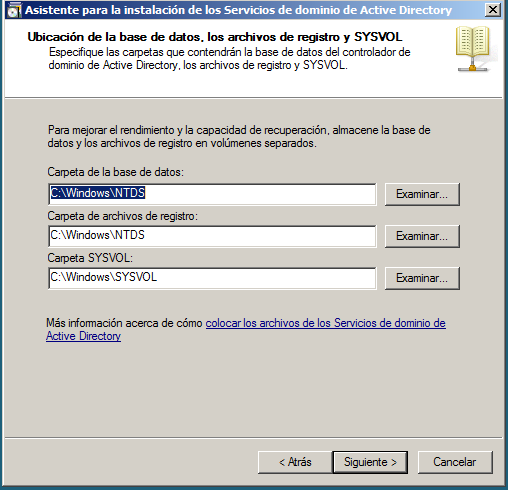 Asistente para la instalación de los Servicios de dominio de Active Directory
Ubicación de la base de datos, los archivos de registro y SYSVOL
Especifique las carpetas que contendrán la base de datos del controlador de
dominio de Active Directory, los archivos de registro y SYSVOL.
Para mejorar el rendimiento y la capacidad de recuperación, almacene la base de
datos y los archivos de registro en volúmenes separados.
Carpeta de la base de datos:
C:\Windows\NTDS
Examinar...
Carpeta de archivos de registro:
C:\Windows\NTDS
Examinar...
Carpeta SYSVOL:
C:\Windows\SYSVOL
Examinar...
Más información acerca de cómo colocar los archivos de los Servicios de dominio de
Active Directory
< Atrás
Siguiente >
Cancelar